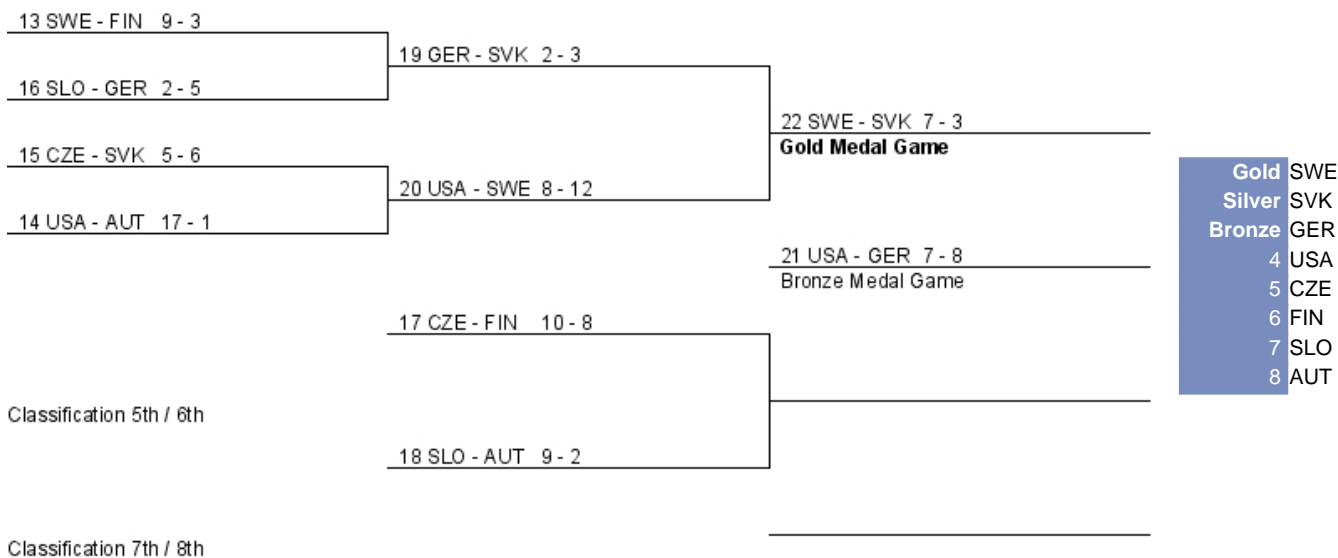 13 SWE - FIN 9 - 3
19 GER - SVK 2 - 3
16 SLO - GER 2 - 5
22 SWE - SVK 7 - 3
Gold Medal Game
15 CZE - SVK 5 - 6
20 USA - SWE 8 - 12
14 USA - AUT 17 - 1
21 USA - GER 7 - 8
Bronze Medal Game
17 CZE - FIN 10 - 8
Classification 5th / 6th
18 SLO - AUT 9 - 2
Classification 7th / 8th
Gold SWE
Silver SVK
Bronze GER
4 USA
5 CZE
6 FIN
7 SLO
8 AUT